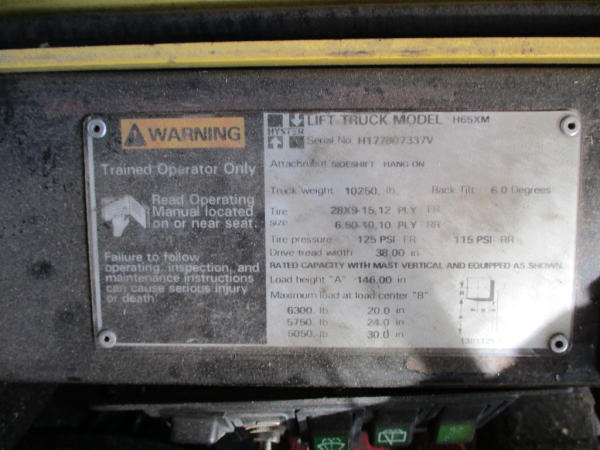 WARNING
Trained Operator Only
Read Operating
Manual located
on or near seat.
Failure to follow
operating, inspection, and
maintenance instructions
can cause serious injury
or death!
HYSTER
LIFT TRUCK MODEL H65XM
Serial No. H177B07337V
Attachment SIDESHIFT HANG ON
Truck weight 10250. lb. Back Tilt 6.0 Degrees
Tire 28X9-15,12 PLY FR
SIZE 6.50-10,10 PLY RR
Tire pressure 125 PSI-FR 115 PSI-RR
Drive tread width 38.00 in
RATED CAPACITY WITH MAST VERTICAL AND EQUIPPED AS SHOWN.
Load height "A" 146.00 in
Maximum load at load center "B"
6300. lb 20.0 in
5750. lb 24.0 in
5050. lb 30.0 in